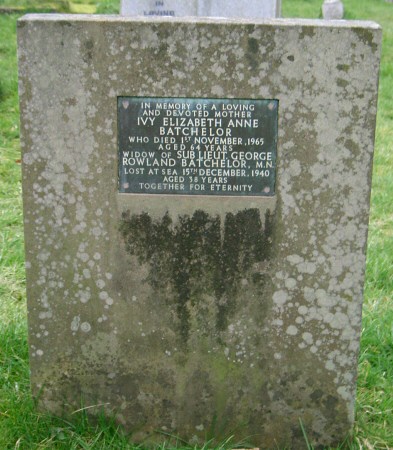 IN
LOVING
IN MEMORY OF A LOVING
AND DEVOTED MOTHER
IVY ELIZABETH ANNE
BATCHELOR
WHO DIED 1ST NOVEMBER, 1965
AGED 64 YEARS
WIDOW OF SUB LIEUT. GEORGE
ROWLAND BATCHELOR, M.N.
LOST AT SEA 15TH DECEMBER, 1940
AGED 38 YEARS
TOGETHER FOR ETERNITY